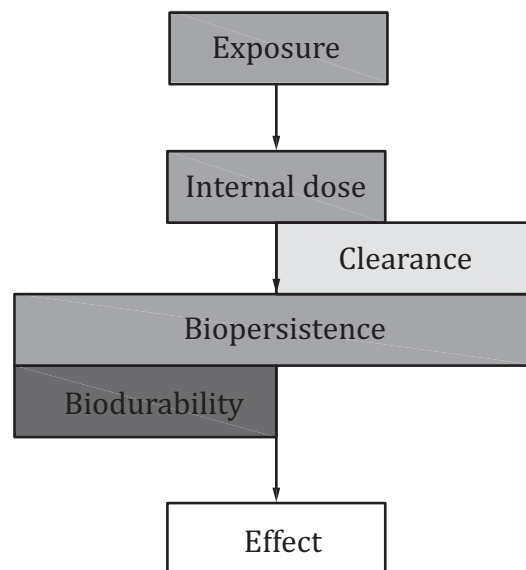 Exposure
Internal dose
Clearance
Biopersistence
Biodurability
Effect